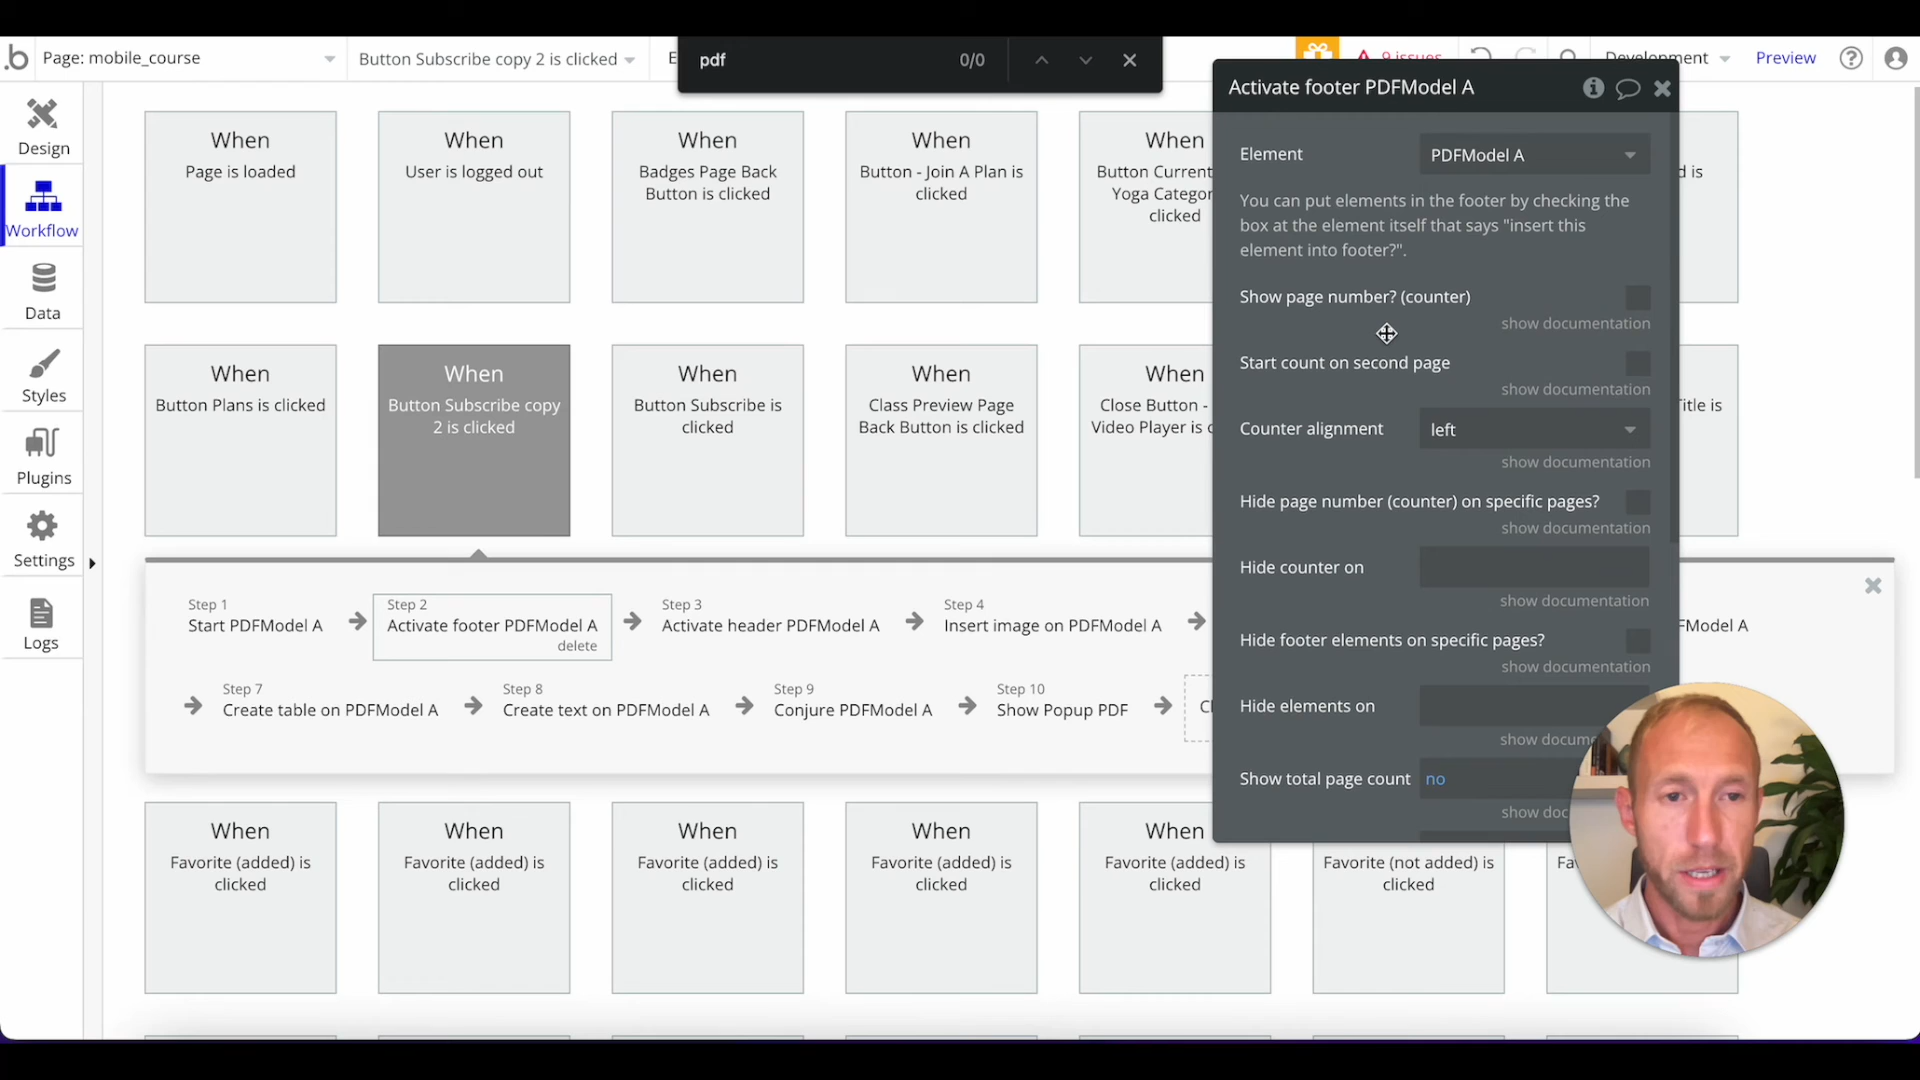 .b
Page: mobile_course
Button Subscribe copy 2 is clicked
E
pdf
0/0
9 issues
Development
Preview
Design
Workflow
Data
Styles
Plugins
Settings
Logs
When
Page is loaded
When
User is logged out
When
Badges Page Back
Button is clicked
When
Button - Join A Plan is
clicked
When
Button Current
Yoga Categor
clicked
d is
When
Button Plans is clicked
When
Button Subscribe copy
2 is clicked
When
Button Subscribe is
clicked
When
Class Preview Page
Back Button is clicked
When
Close Button -
Video Player is c
Title is
Step 1
Start PDFModel A
Step 2
Activate footer PDFModel A
delete
Step 3
Activate header PDFModel A
Step 4
Insert image on PDFModel A
FModel A
Step 7
Create table on PDFModel A
Step 8
Create text on PDFModel A
Step 9
Conjure PDFModel A
Step 10
Show Popup PDF
When
Favorite (added) is
clicked
When
Favorite (added) is
clicked
When
Favorite (added) is
clicked
When
Favorite (added) is
clicked
When
Favorite (added) is
clicked
Favorite (not added) is
clicked
Activate footer PDFModel A
Element
PDFModel A
You can put elements in the footer by checking the
box at the element itself that says "insert this
element into footer?".
Show page number? (counter)
show documentation
Start count on second page
show documentation
Counter alignment
left
show documentation
Hide page number (counter) on specific pages?
show documentation
Hide counter on
show documentation
Hide footer elements on specific pages?
show documentation
Hide elements on
show docume
Show total page count
no
show doc